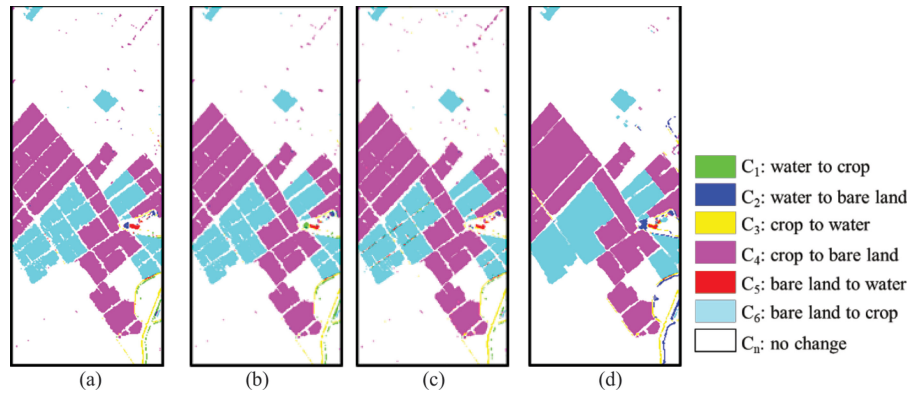 C₁: water to crop
C₂: water to bare land
C₃: crop to water
C₄: crop to bare land
C₅: bare land to water
C₆: bare land to crop
Cₙ: no change
(a) (b) (c) (d)